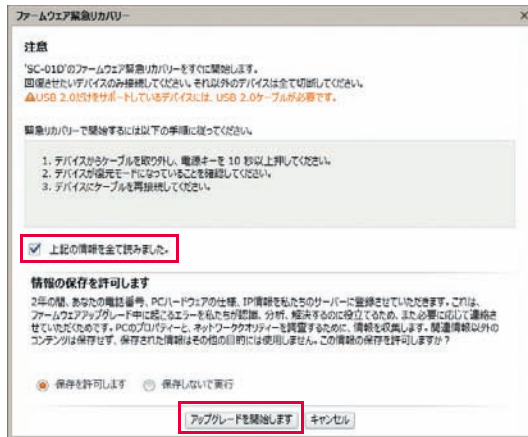 ファームウェア緊急リカバリー
注意
'SC-01D'のファームウェア緊急リカバリーをすぐに開始します。
回復させたいデバイスのみ接続してください。それ以外のデバイスは全て切断してください。
USB 2.0だけをサポートしているデバイスには、USB 2.0ケーブルが必要です。
緊急リカバリーで開始するには以下の手順に従ってください。
1. デバイスからケーブルを取り外し、電源キーを 10 秒以上押してください。
2. デバイスが復元モードになっていることを確認してください。
3. デバイスにケーブルを再接続してください。
上記の情報を全て読みました。
情報の保存を許可します
2年の間、あなたの電話番号、PCハードウェアの仕様、IP情報を私たちのサーバーに登録させていただきます。これは、
ファームウェアアップグレード中に起こるエラーを私たちが認識、分析、解決するのに役立てるため、また必要に応じて連絡さ
せていただくためです。PCのプロパティーと、ネットワーククオリティーを調査するために、情報を収集します。関連情報以外の
コンテンツは保存せず、保存された情報はその他の目的には使用しません。この情報の保存を許可しますか？
保存を許可します 保存しないで実行
アップグレードを開始します キャンセル